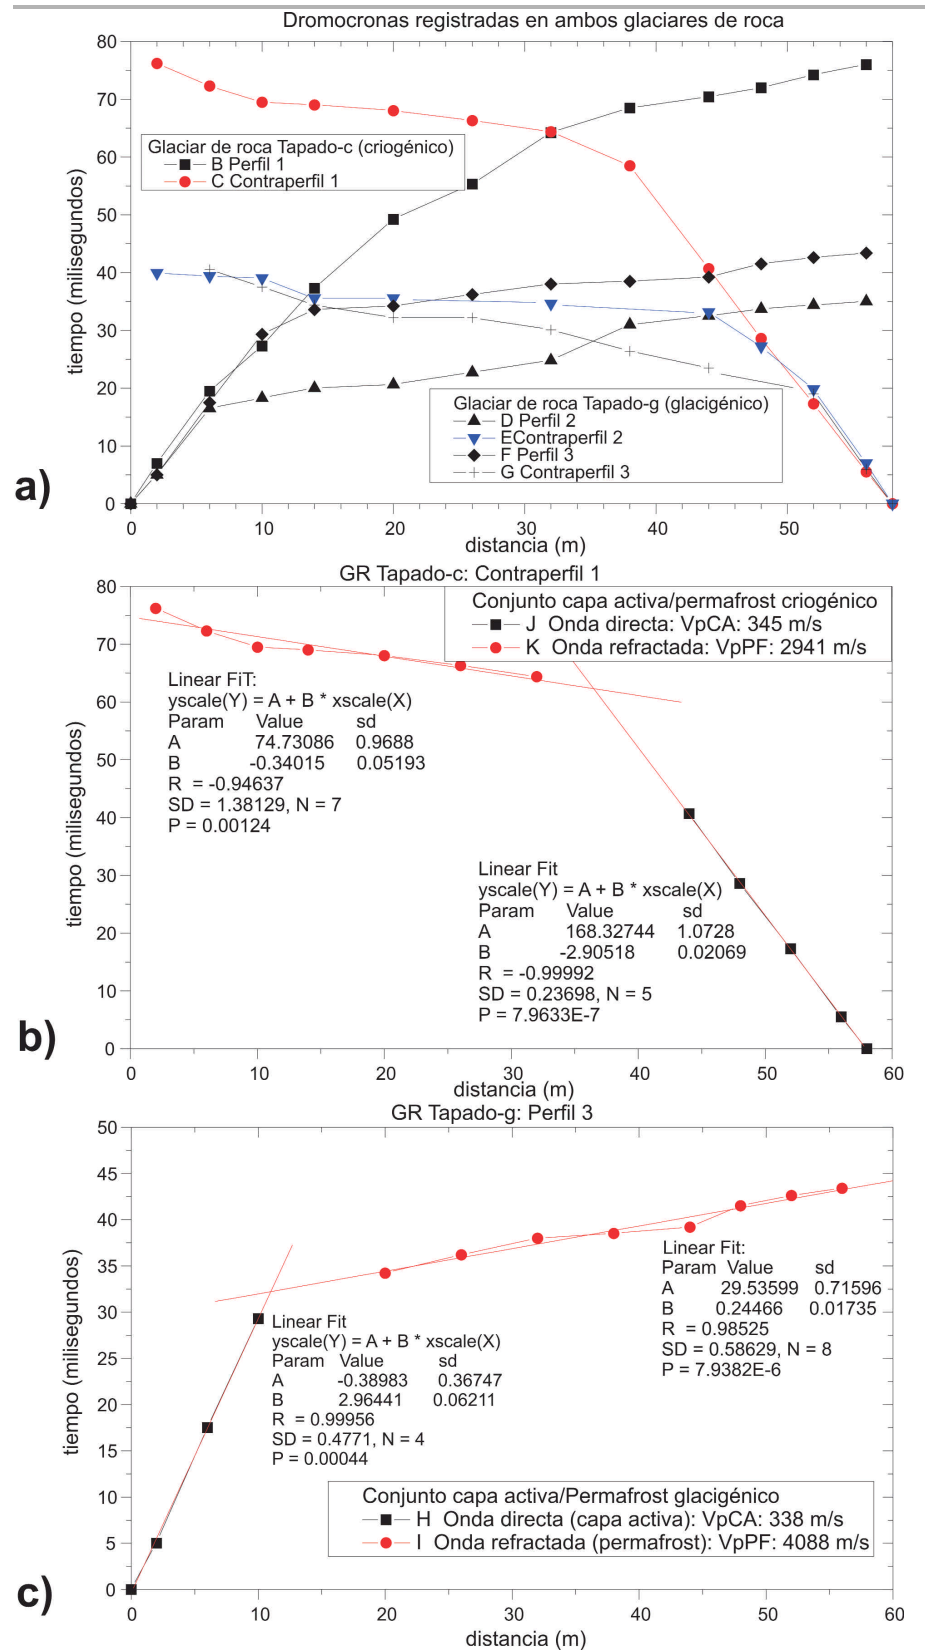 Dromocronas registradas en ambos glaciares de roca
80
70
60
50
40
30
20
10
0
tiempo (milisegundos)
Glaciar de roca Tapado-c (criogénico)
B Perfil 1
C Contraperfil 1
Glaciar de roca Tapado-g (glacigénico)
D Perfil 2
EContraperfil 2
F Perfil 3
G Contraperfil 3
a)
0 10 20 30 40 50
distancia (m)
GR Tapado-c: Contraperfil 1
80
70
60
50
40
30
20
10
0
tiempo (milisegundos)
Conjunto capa activa/permafrost criogénico
J Onda directa: VpCA: 345 m/s
K Onda refractada: VpPF: 2941 m/s
Linear FiT:
yscale(Y) = A + B * xscale(X)
Param Value sd
A 74.73086 0.9688
B -0.34015 0.05193
R = -0.94637
SD = 1.38129, N = 7
P = 0.00124
Linear Fit
yscale(Y) = A + B * xscale(X)
Param Value sd
A 168.32744 1.0728
B -2.90518 0.02069
R = -0.99992
SD = 0.23698, N = 5
P = 7.9633E-7
b)
0 10 20 30 40 50 60
distancia (m)
GR Tapado-g: Perfil 3
50
45
40
35
30
25
20
15
10
5
0
tiempo (milisegundos)
Linear Fit:
Param Value sd
A 29.53599 0.71596
B 0.24466 0.01735
R = 0.98525
SD = 0.58629, N = 8
P = 7.9382E-6
Linear Fit
yscale(Y) = A + B * xscale(X)
Param Value sd
A -0.38983 0.36747
B 2.96441 0.06211
R = 0.99956
SD = 0.4771, N = 4
P = 0.00044
Conjunto capa activa/Permafrost glacigénico
H Onda directa (capa activa): VpCA: 338 m/s
I Onda refractada (permafrost): VpPF: 4088 m/s
c)
0 10 20 30 40 50 60
distancia (m)